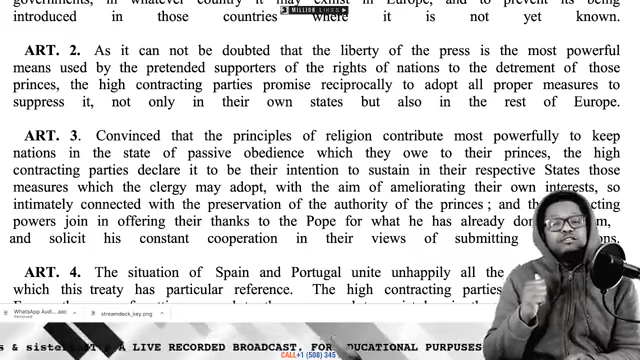 governments, in whatever country it may exist in Europe, and to prevent its being
introduced in those countries where it is not yet known.
3 MILLION LIKES
ART. 2. As it can not be doubted that the liberty of the press is the most powerful
means used by the pretended supporters of the rights of nations to the detriment of those
princes, the high contracting parties promise reciprocally to adopt all proper measures to
suppress it, not only in their own states but also in the rest of Europe.
ART. 3. Convinced that the principles of religion contribute most powerfully to keep
nations in the state of passive obedience which they owe to their princes, the high
contracting parties declare it to be their intention to sustain in their respective States those
measures which the clergy may adopt, with the aim of ameliorating their own interests, so
intimately connected with the preservation of the authority of the princes ; and the
powers join in offering their thanks to the Pope for what he has already
and solicit his constant cooperation in their views of submitting
ART. 4. The situation of Spain and Portugal unite unhappily all the
which this treaty has particular reference. The high contracting parties
WhatsApp Aud....aac
Removed
streamdeck_key.png
A LIVE RECORDED BROADCAST. FOR
PURPUSES
CALL+1 (508) 345